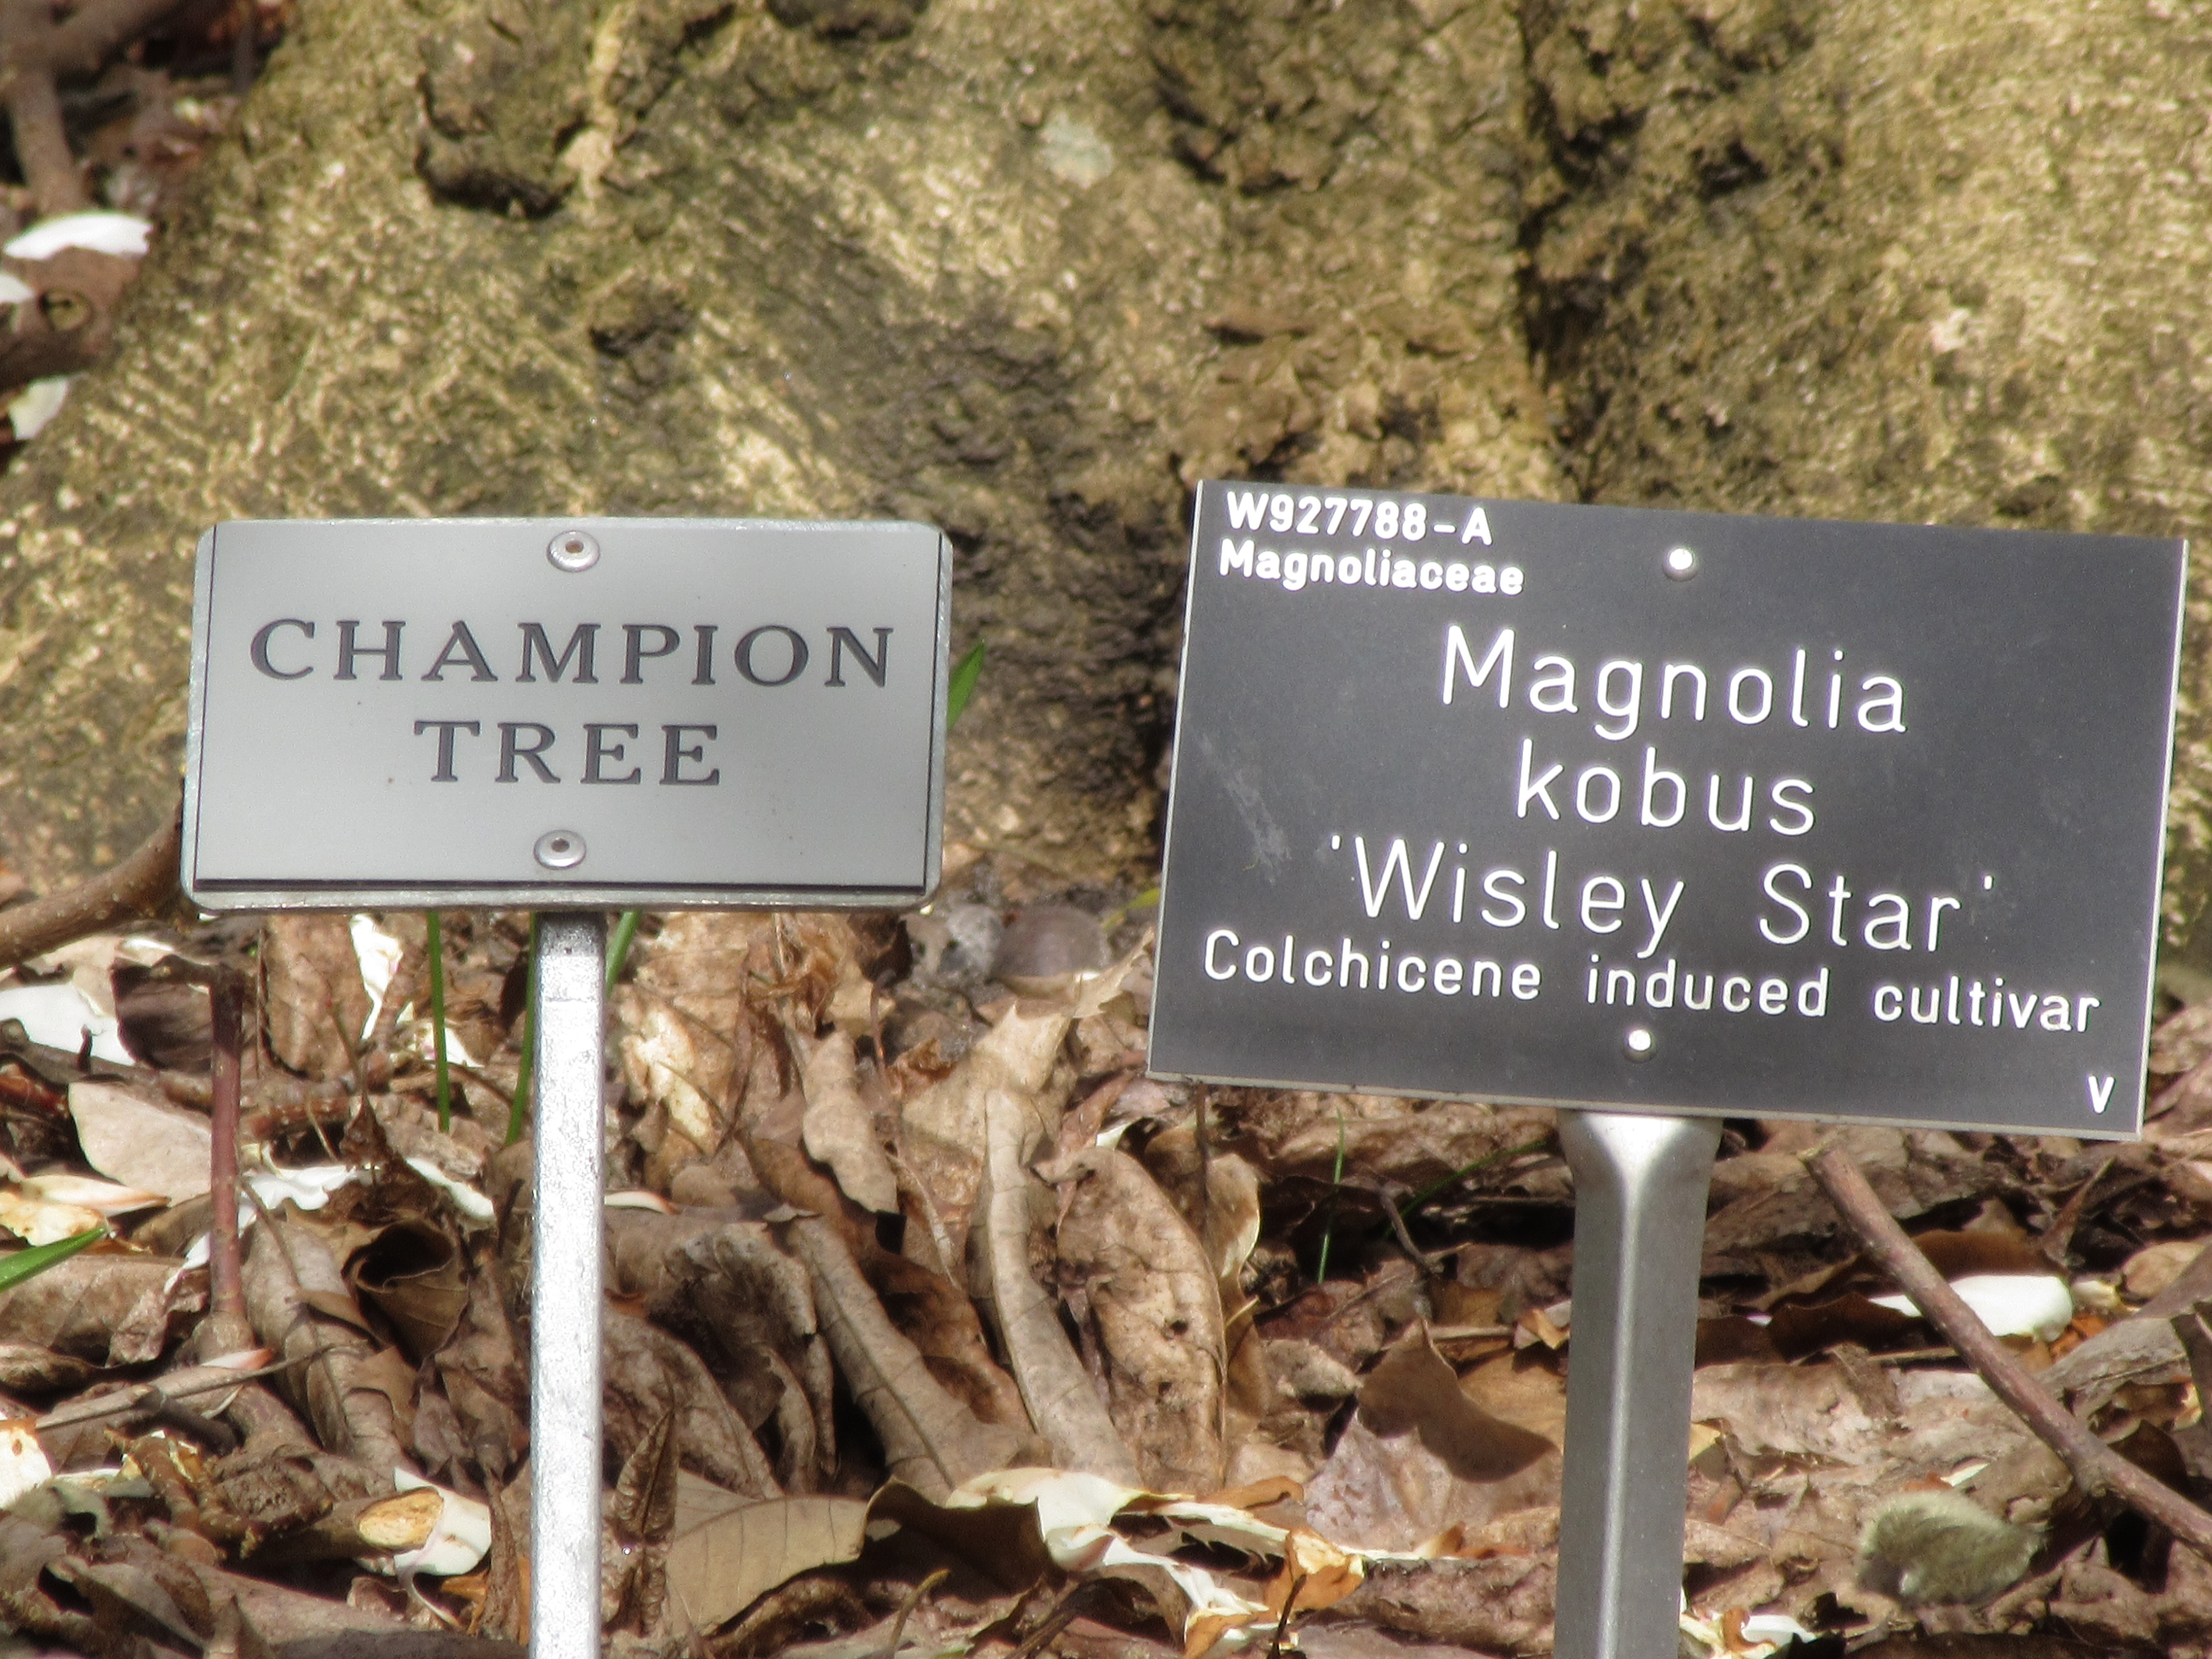 CHAMPION
TREE
W927788-A
Magnoliaceae
Magnolia
kobus
'Wisley Star'
Colchicene induced cultivar
V